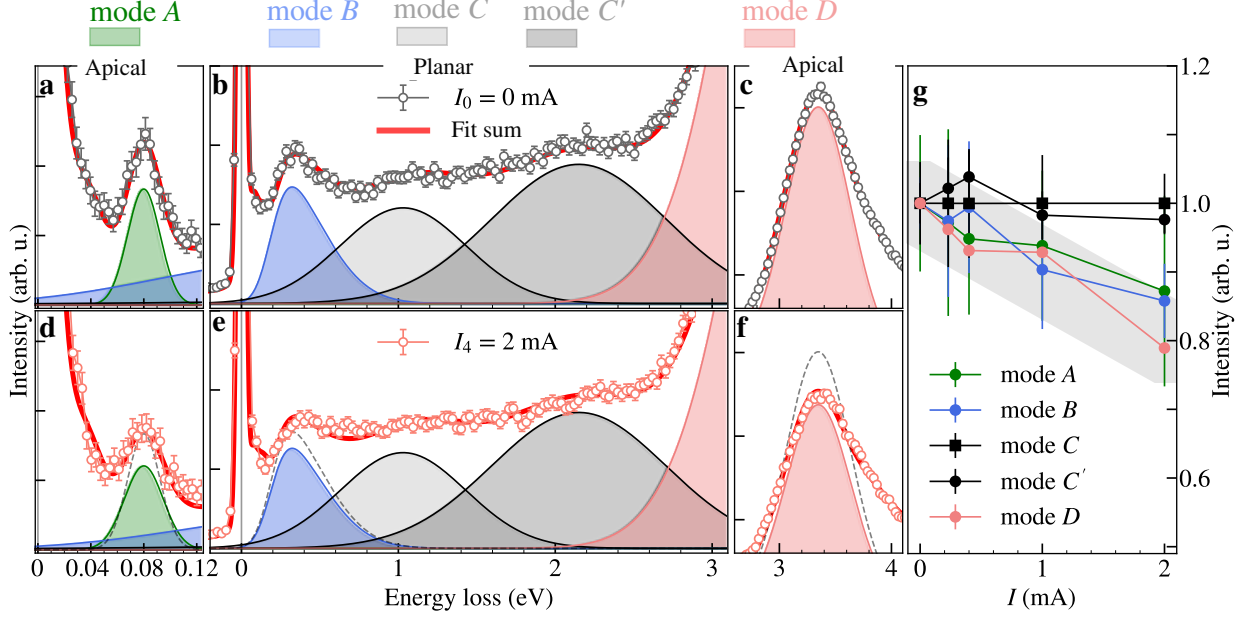 mode A
mode B
mode C
mode C′
mode D
a
Apical
b
Planar
I₀ = 0 mA
Fit sum
c
Apical
g
1.2
1.0
0.8
0.6
Intensity (arb. u.)
Intensity (arb. u.)
d
e
I₄ = 2 mA
f
mode A
mode B
mode C
mode C′
mode D
0 0.04 0.08 0.12
0 1 2 3
3 4
0 1 2
Energy loss (eV)
I (mA)